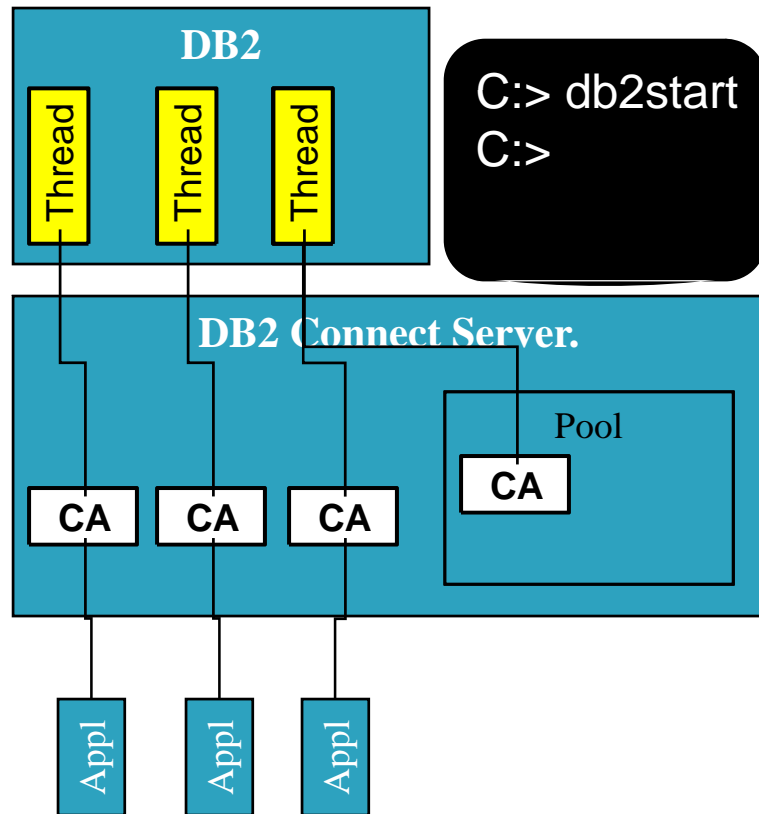 DB2
Thread
Thread
Thread
C:> db2start
C:>
DB2 Connect Server.
Pool
CA
CA
CA
CA
Appl
Appl
Appl